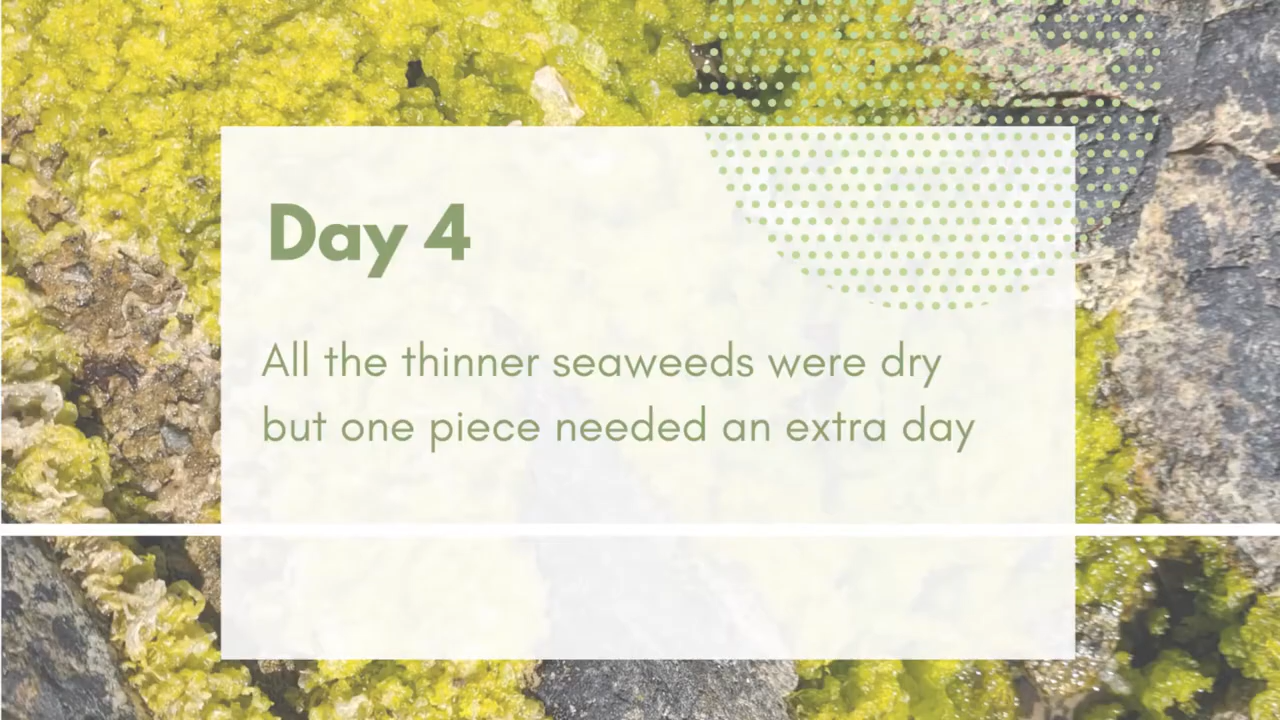 Day 4
All the thinner seaweeds were dry
but one piece needed an extra day